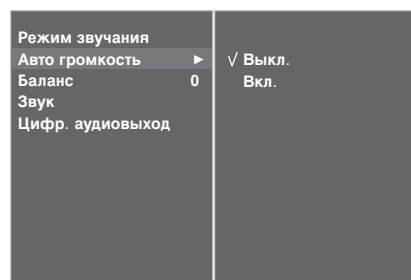 Режим звучания
Авто громкость ►
Баланс 0
Звук
Цифр. аудиовыход
√ Выкл.
Вкл.